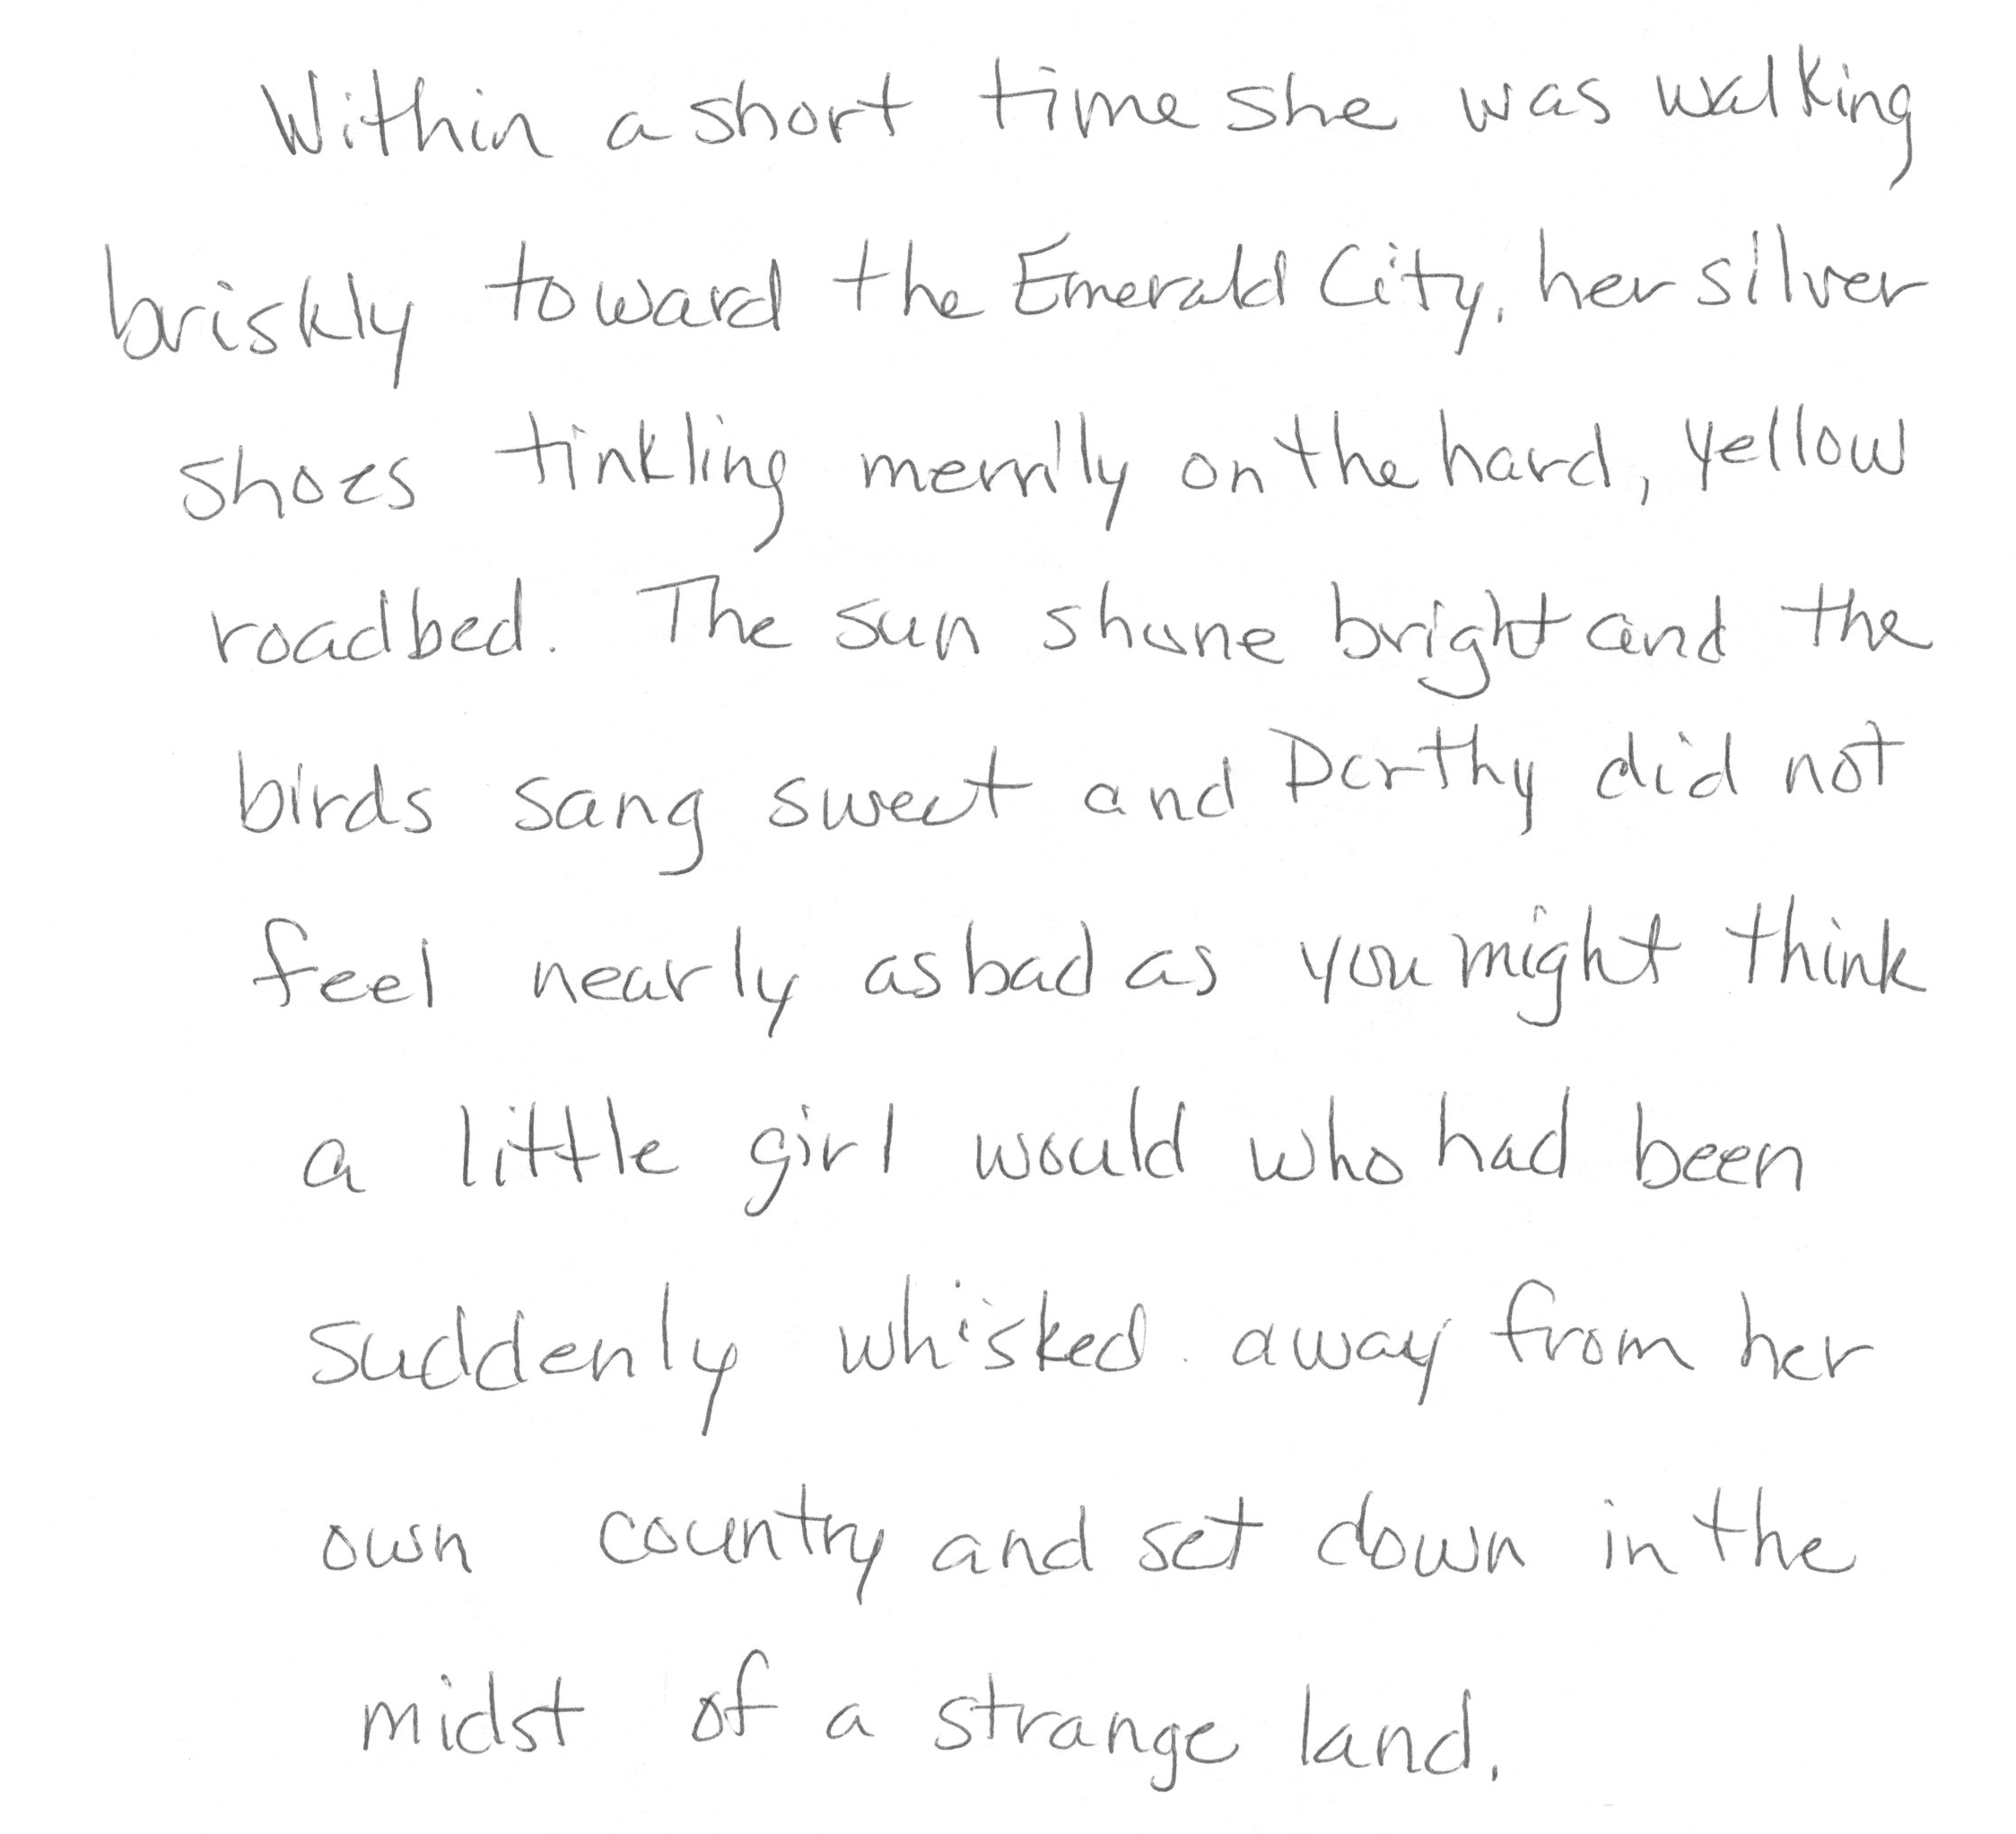 Within a short time she was walking
briskly toward the Emerald City, her silver
shoes tinkling merrily on the hard, yellow
roadbed. The sun shone bright and the
birds sang sweet and Dorthy did not
feel nearly as bad as you might think
a little girl would who had been
suddenly whisked away from her
own country and set down in the
midst of a strange land.